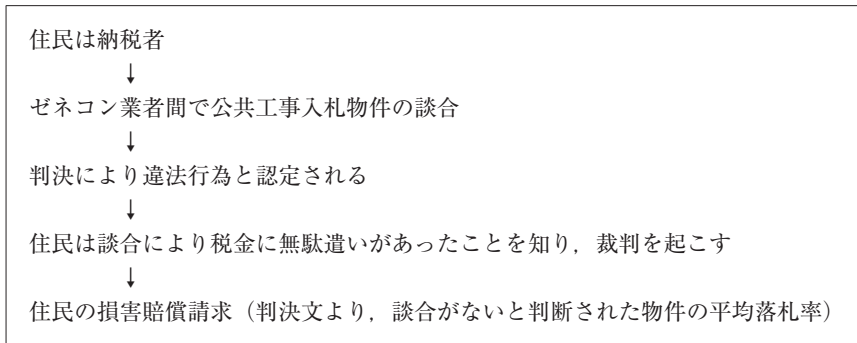 住民は納税者
↓
ゼネコン業者間で公共工事入札物件の談合
↓
判決により違法行為と認定される
↓
住民は談合により税金に無駄遣いがあったことを知り，裁判を起こす
↓
住民の損害賠償請求（判決文より，談合がないと判断された物件の平均落札率）